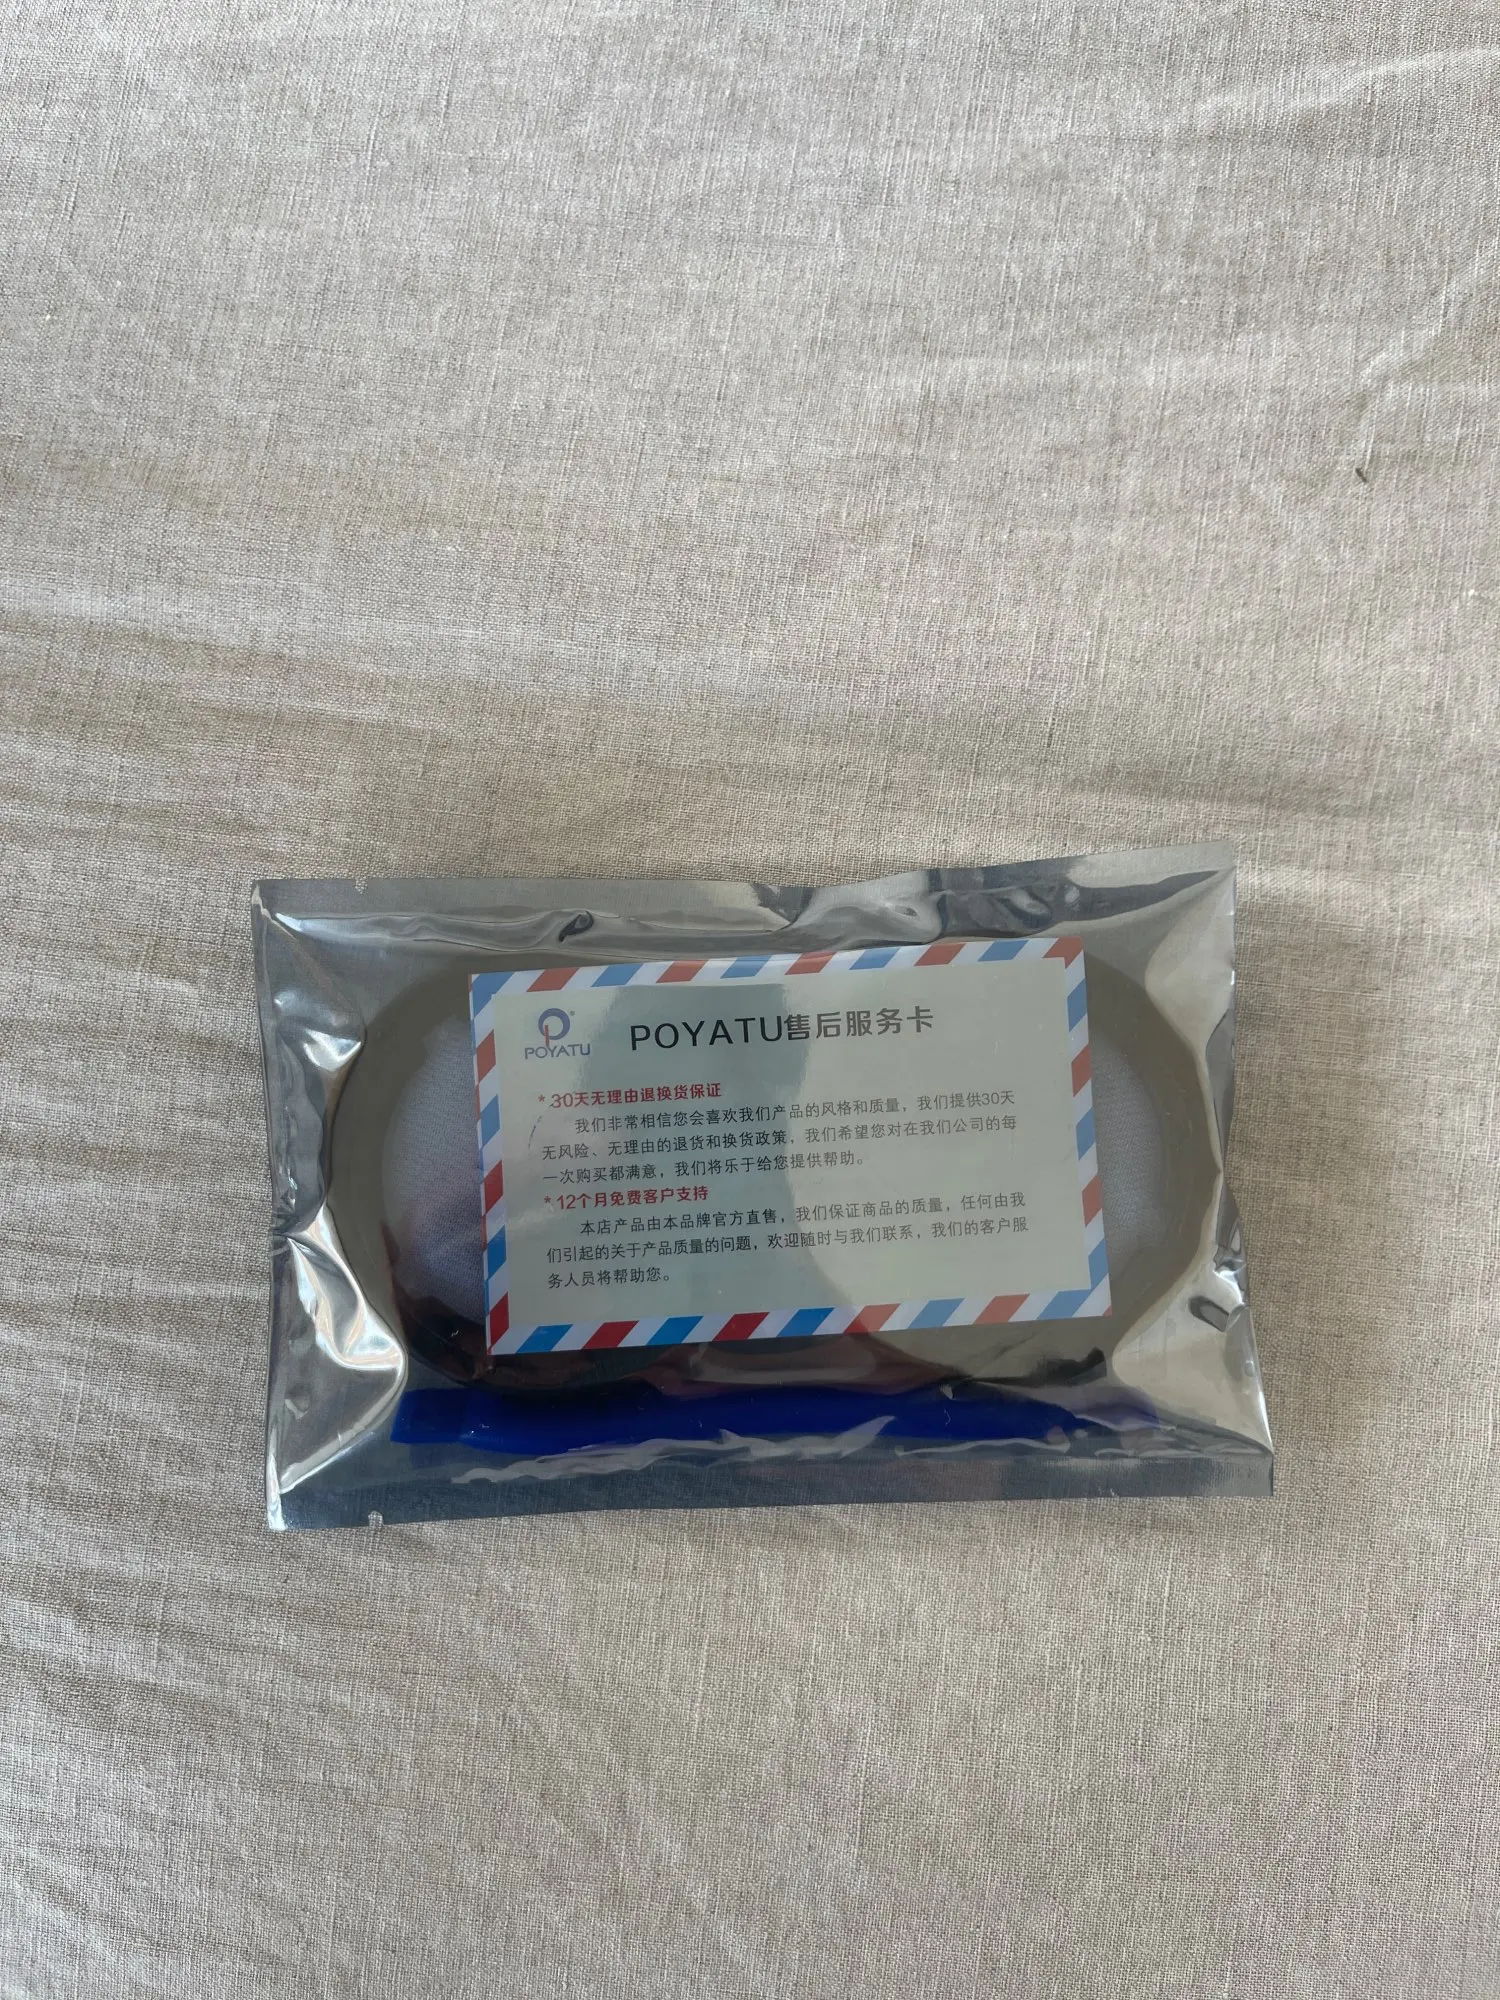 POYATU
POYATU售后服务卡
* 30天无理由退换货保证
我们非常相信您会喜欢我们产品的风格和质量，我们提供30天
无风险、无理由的退货和换货政策，我们希望您对在我们公司的每
一次购买都满意，我们将乐于给您提供帮助。
* 12个月免费客户支持
本店产品由本品牌官方直售，我们保证商品的质量，任何由我
们引起的关于产品质量的问题，欢迎随时与我们联系，我们的客户服
务人员将帮助您。